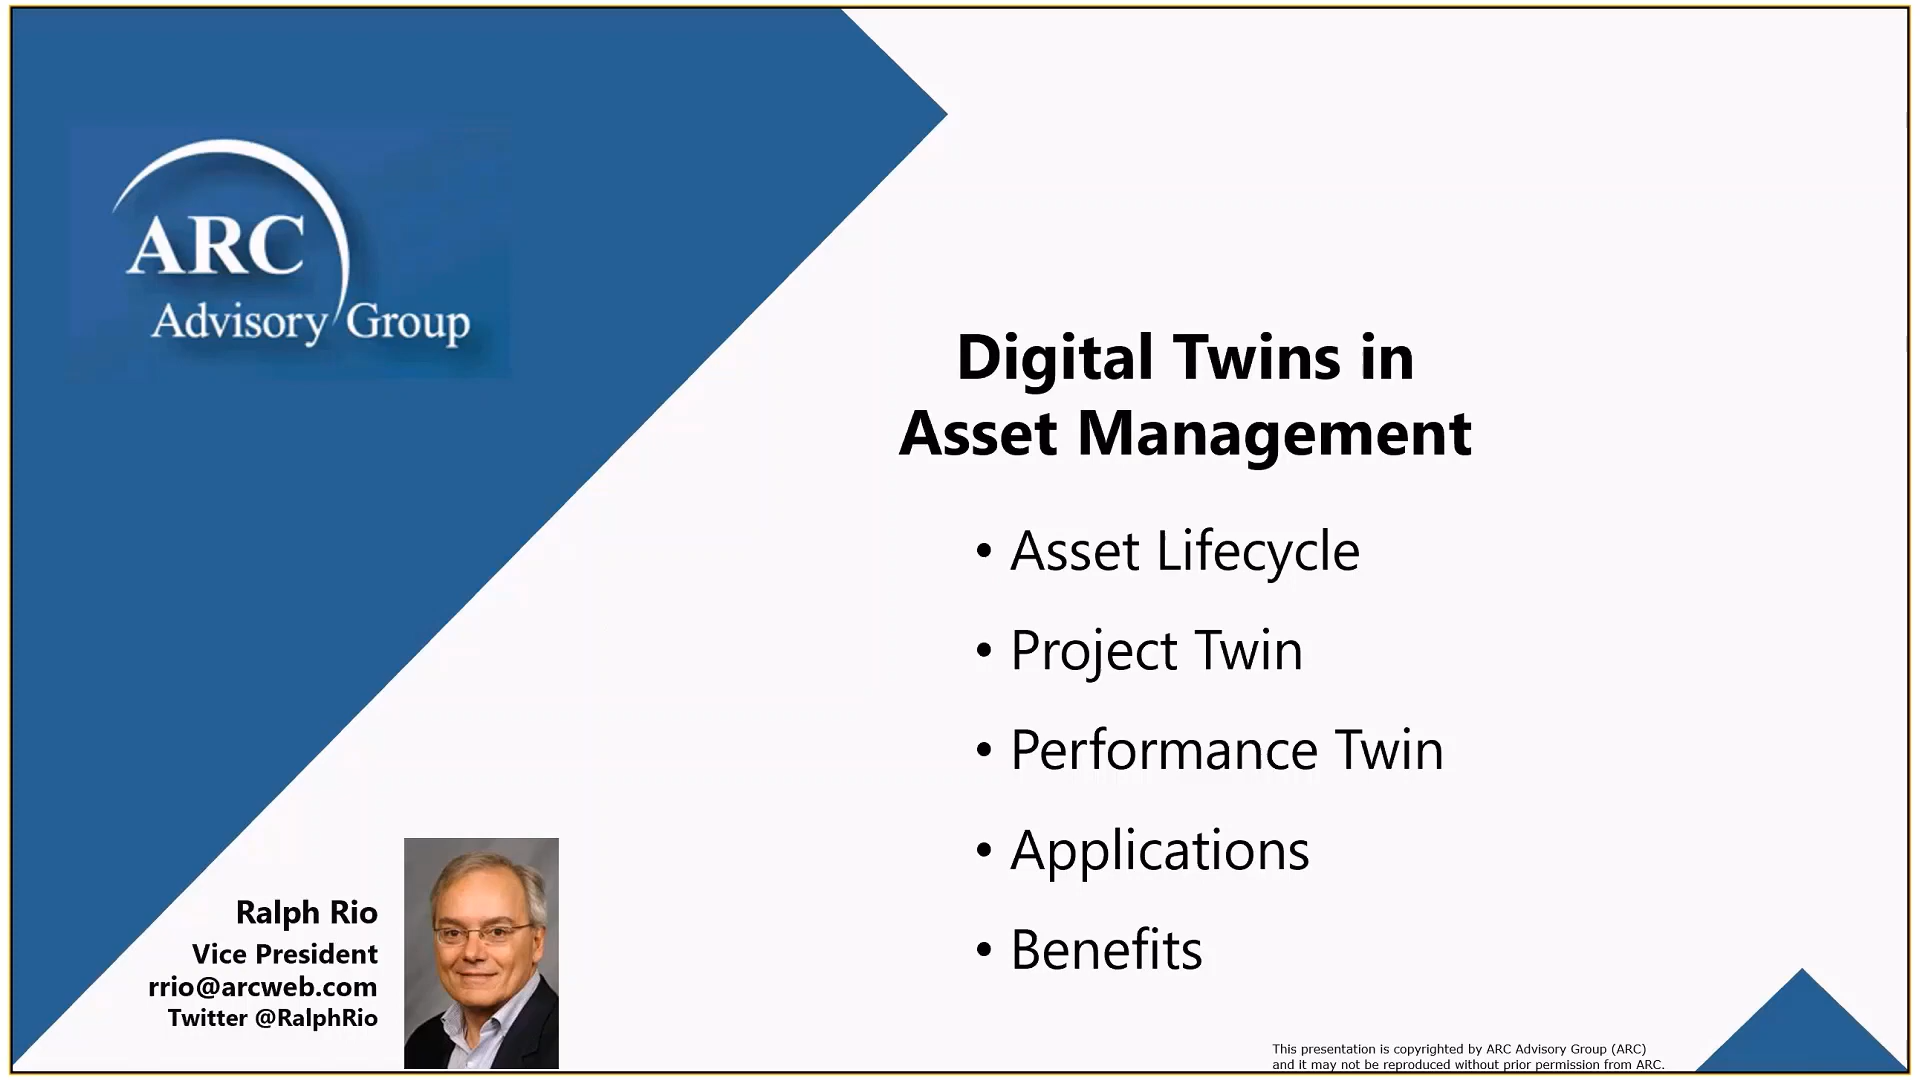 ARC
Advisory Group
Digital Twins in
Asset Management
• Asset Lifecycle
• Project Twin
• Performance Twin
• Applications
• Benefits
Ralph Rio
Vice President
rrio@arcweb.com
Twitter @RalphRio
This presentation is copyrighted by ARC Advisory Group (ARC)
and it may not be reproduced without prior permission from ARC.